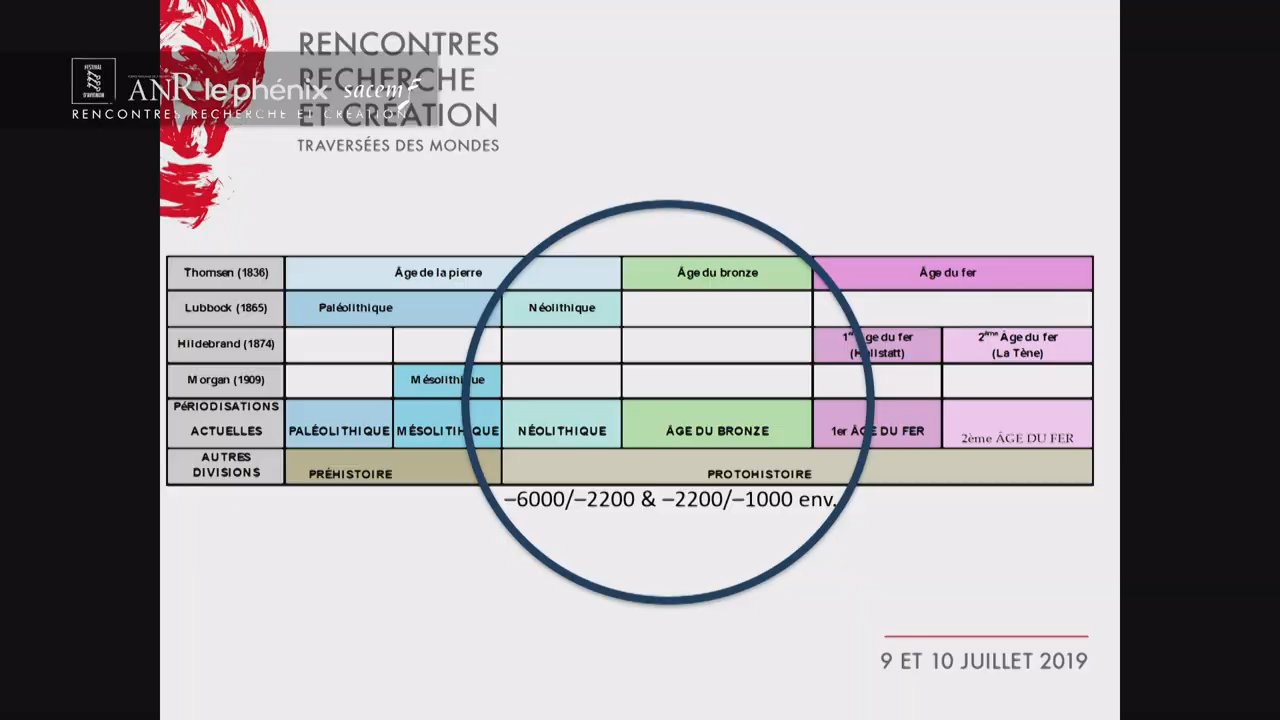 RENCONTRES
RECHERCHE
ET CRÉATION
TRAVERSÉES DES MONDES
FESTIVAL
D'AVIGNON
ANR le phénix sacem
RENCONTRES RECHERCHE ET CRÉATION
Thomsen (1836) Âge de la pierre Âge du bronze Âge du fer
Lubbock (1865) Paléolithique Néolithique
Hildebrand (1874) 1er Âge du fer (Hallstatt) 2ème Âge du fer (La Tène)
Morgan (1909) Mésolithique
PéRIODISATIONS
ACTUELLES PALÉOLITHIQUE MÉSOLITHIQUE NÉOLITHIQUE ÂGE DU BRONZE 1er ÂGE DU FER 2ème ÂGE DU FER
AUTRES
DIVISIONS PRÉHISTOIRE PROTOHISTOIRE
–6000/–2200 & –2200/–1000 env.
9 ET 10 JUILLET 2019